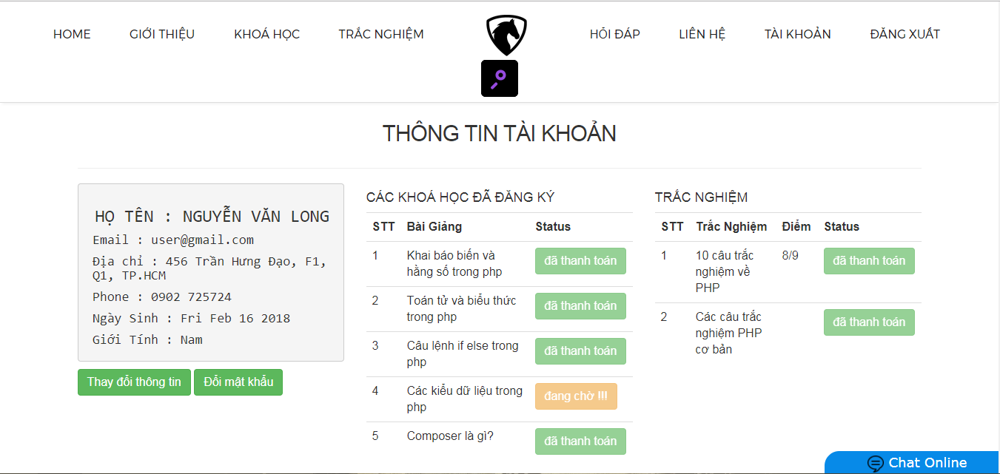 HOME GIỚI THIỆU KHOÁ HỌC TRẮC NGHIỆM HỎI ĐÁP LIÊN HỆ TÀI KHOẢN ĐĂNG XUẤT
THÔNG TIN TÀI KHOẢN
HỌ TÊN : NGUYỄN VĂN LONG
Email : user@gmail.com
Địa chỉ : 456 Trần Hưng Đạo, F1,
Q1, TP.HCM
Phone : 0902 725724
Ngày Sinh : Fri Feb 16 2018
Giới Tính : Nam
Thay đổi thông tin Đổi mật khẩu
CÁC KHOÁ HỌC ĐÃ ĐĂNG KÝ
STT Bài Giảng Status
1 Khai báo biến và đã thanh toán
hằng số trong php
2 Toán tử và biểu thức đã thanh toán
trong php
3 Câu lệnh if else trong đã thanh toán
php
4 Các kiểu dữ liệu trong đang chờ !!!
php
5 Composer là gì? đã thanh toán
TRẮC NGHIỆM
STT Trắc Nghiệm Điểm Status
1 10 câu trắc 8/9 đã thanh toán
nghiệm về
PHP
2 Các câu trắc đã thanh toán
nghiệm PHP
cơ bản
Chat Online